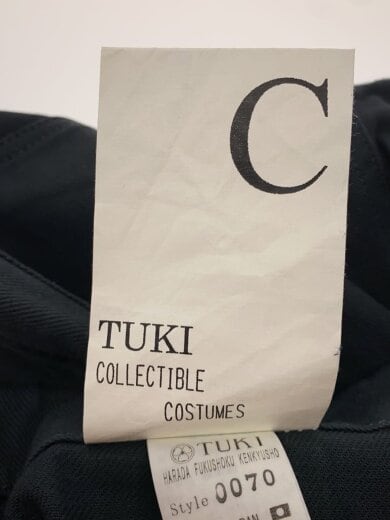 C
TUKI
COLLECTIBLE
COSTUMES
TUKI
HARADA FUKUSHOKU KENKYUSHO
Style 0070